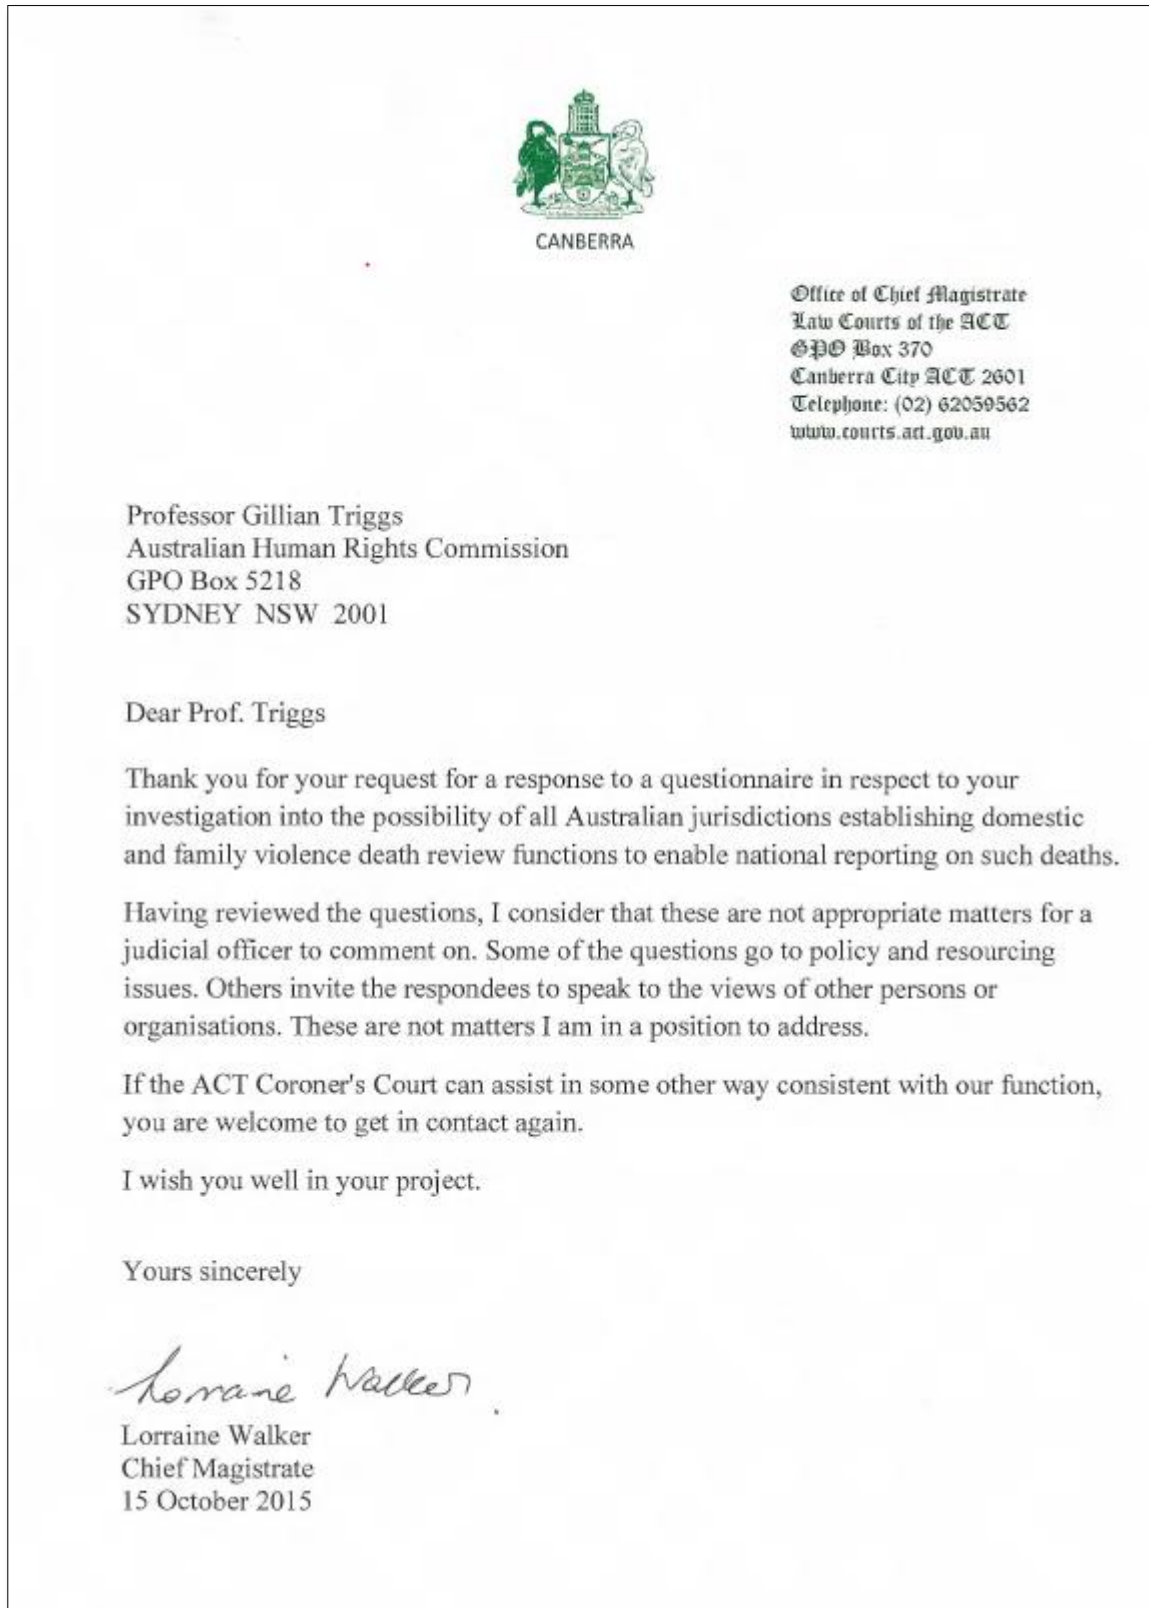 CANBERRA
Office of Chief Magistrate
Law Courts of the ACT
GPO Box 370
Canberra City ACT 2601
Telephone: (02) 62059562
www.courts.act.gov.au
Professor Gillian Triggs
Australian Human Rights Commission
GPO Box 5218
SYDNEY NSW 2001
Dear Prof. Triggs
Thank you for your request for a response to a questionnaire in respect to your
investigation into the possibility of all Australian jurisdictions establishing domestic
and family violence death review functions to enable national reporting on such deaths.
Having reviewed the questions, I consider that these are not appropriate matters for a
judicial officer to comment on. Some of the questions go to policy and resourcing
issues. Others invite the respondees to speak to the views of other persons or
organisations. These are not matters I am in a position to address.
If the ACT Coroner's Court can assist in some other way consistent with our function,
you are welcome to get in contact again.
I wish you well in your project.
Yours sincerely
Lorraine Walker
Lorraine Walker
Chief Magistrate
15 October 2015